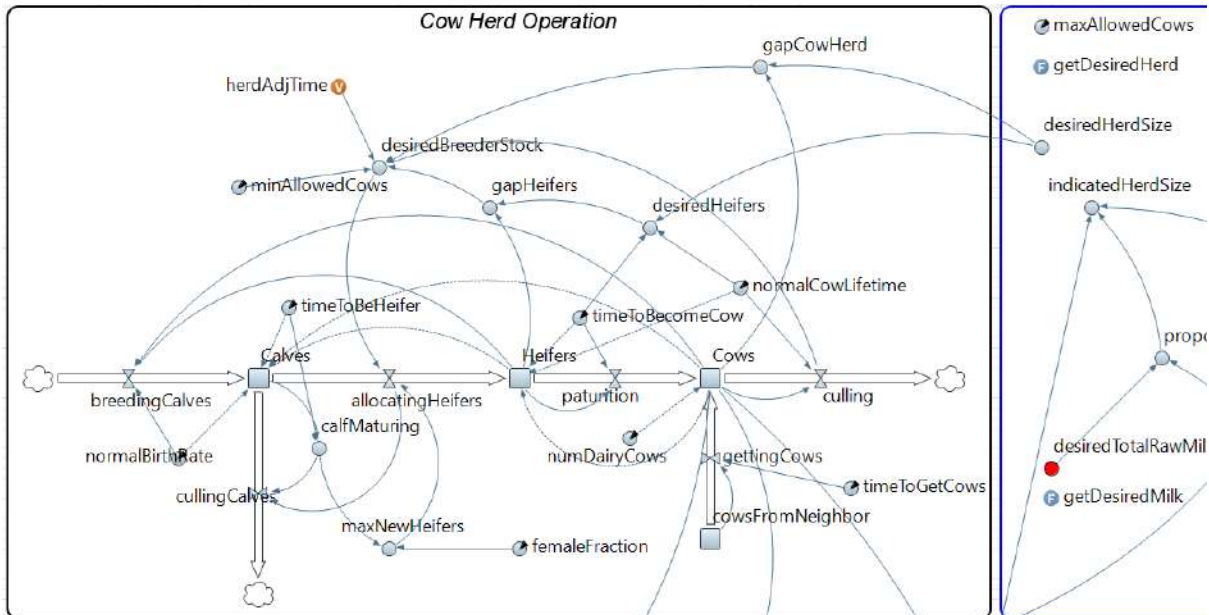 Cow Herd Operation
maxAllowedCows
gapCowHerd
getDesiredHerd
herdAdjTime
V
F
desiredHerdSize
desiredBreederStock
minAllowedCows
gapHeifers
indicatedHerdSize
desiredHeifers
normalCowLifetime
timeToBeHeifer
timeToBecomeCow
propo
Calves
Heifers
Cows
breedingCalves
allocatingHeifers
paturition
culling
calfMaturing
normalBirthRate
numDairyCows
gettingCows
desiredTotalRawMil
cullingCalves
timeToGetCows
F
getDesiredMilk
maxNewHeifers
cowsFromNeighbor
femaleFraction